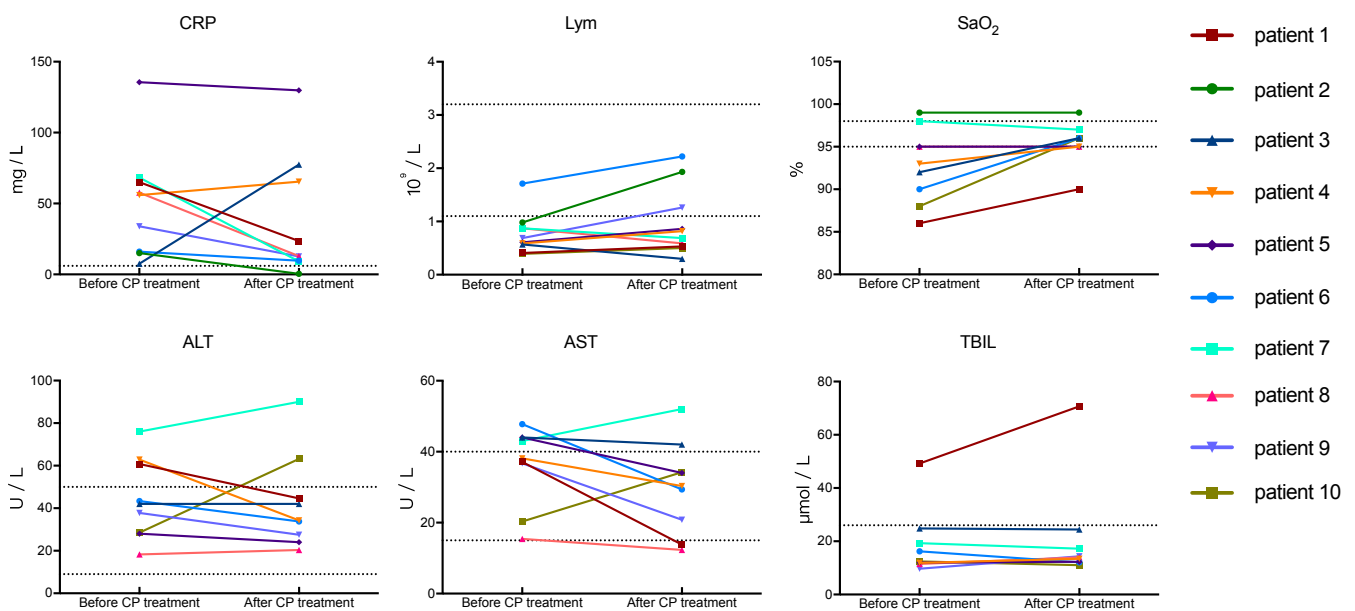 CRP
150
100
50
0
mg / L
Before CP treatment After CP treatment
Lym
4
3
2
1
0
10⁹ / L
Before CP treatment After CP treatment
SaO₂
105
100
95
90
85
80
%
Before CP treatment After CP treatment
patient 1
patient 2
patient 3
patient 4
patient 5
patient 6
patient 7
patient 8
patient 9
patient 10
ALT
100
80
60
40
20
0
U / L
Before CP treatment After CP treatment
AST
60
40
20
0
U / L
Before CP treatment After CP treatment
TBIL
80
60
40
20
0
μmol / L
Before CP treatment After CP treatment